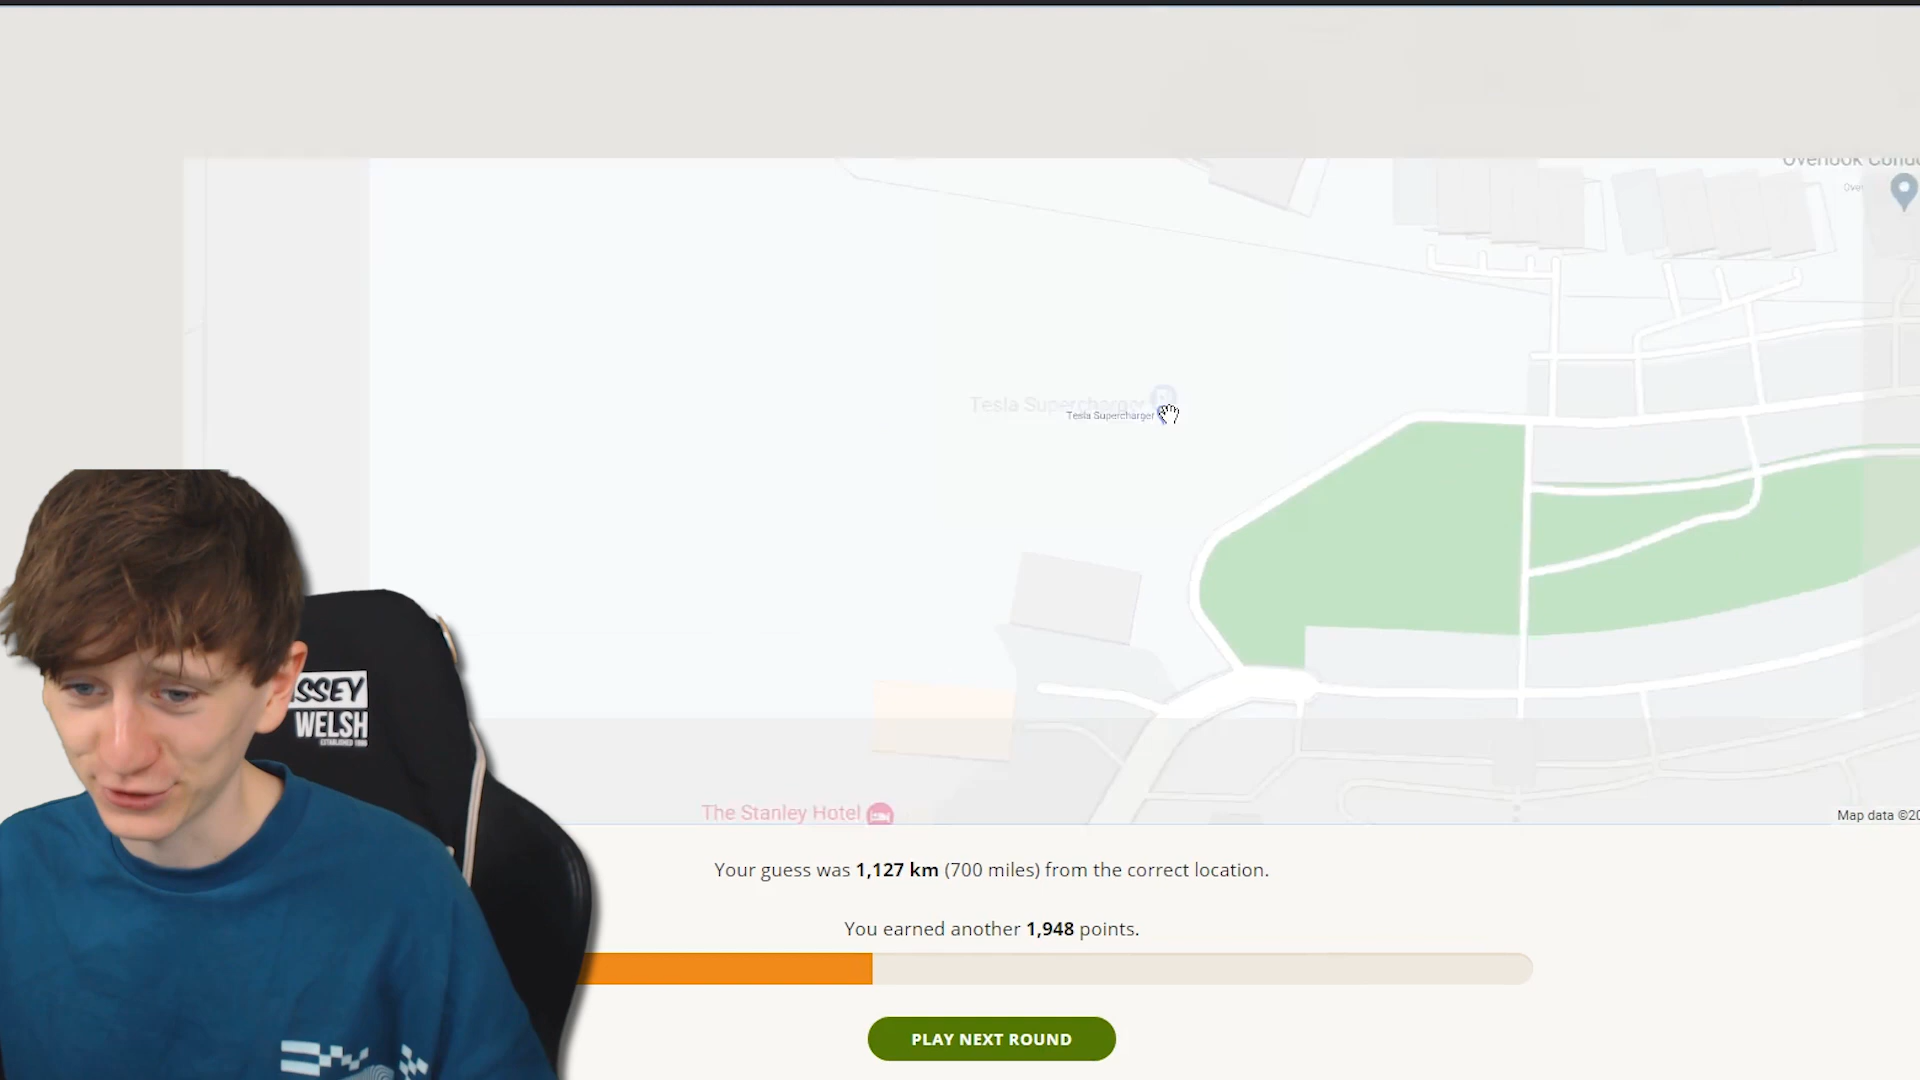 Tesla Supercharger
Tesla Supercharger
The Stanley Hotel
Map data ©20
SSEY
WELSH
Your guess was 1,127 km (700 miles) from the correct location.
You earned another 1,948 points.
PLAY NEXT ROUND